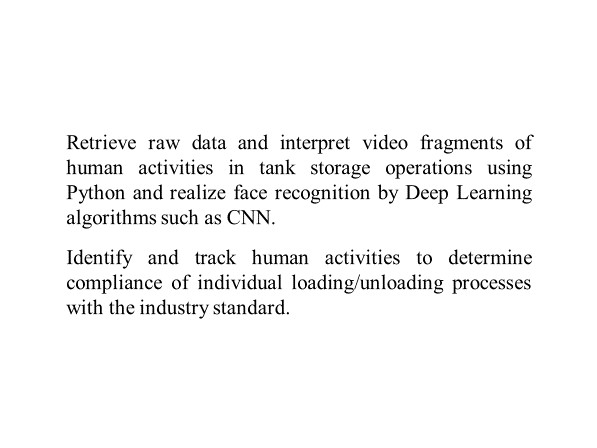 Retrieve raw data and interpret video fragments of
human activities in tank storage operations using
Python and realize face recognition by Deep Learning
algorithms such as CNN.
Identify and track human activities to determine
compliance of individual loading/unloading processes
with the industry standard.